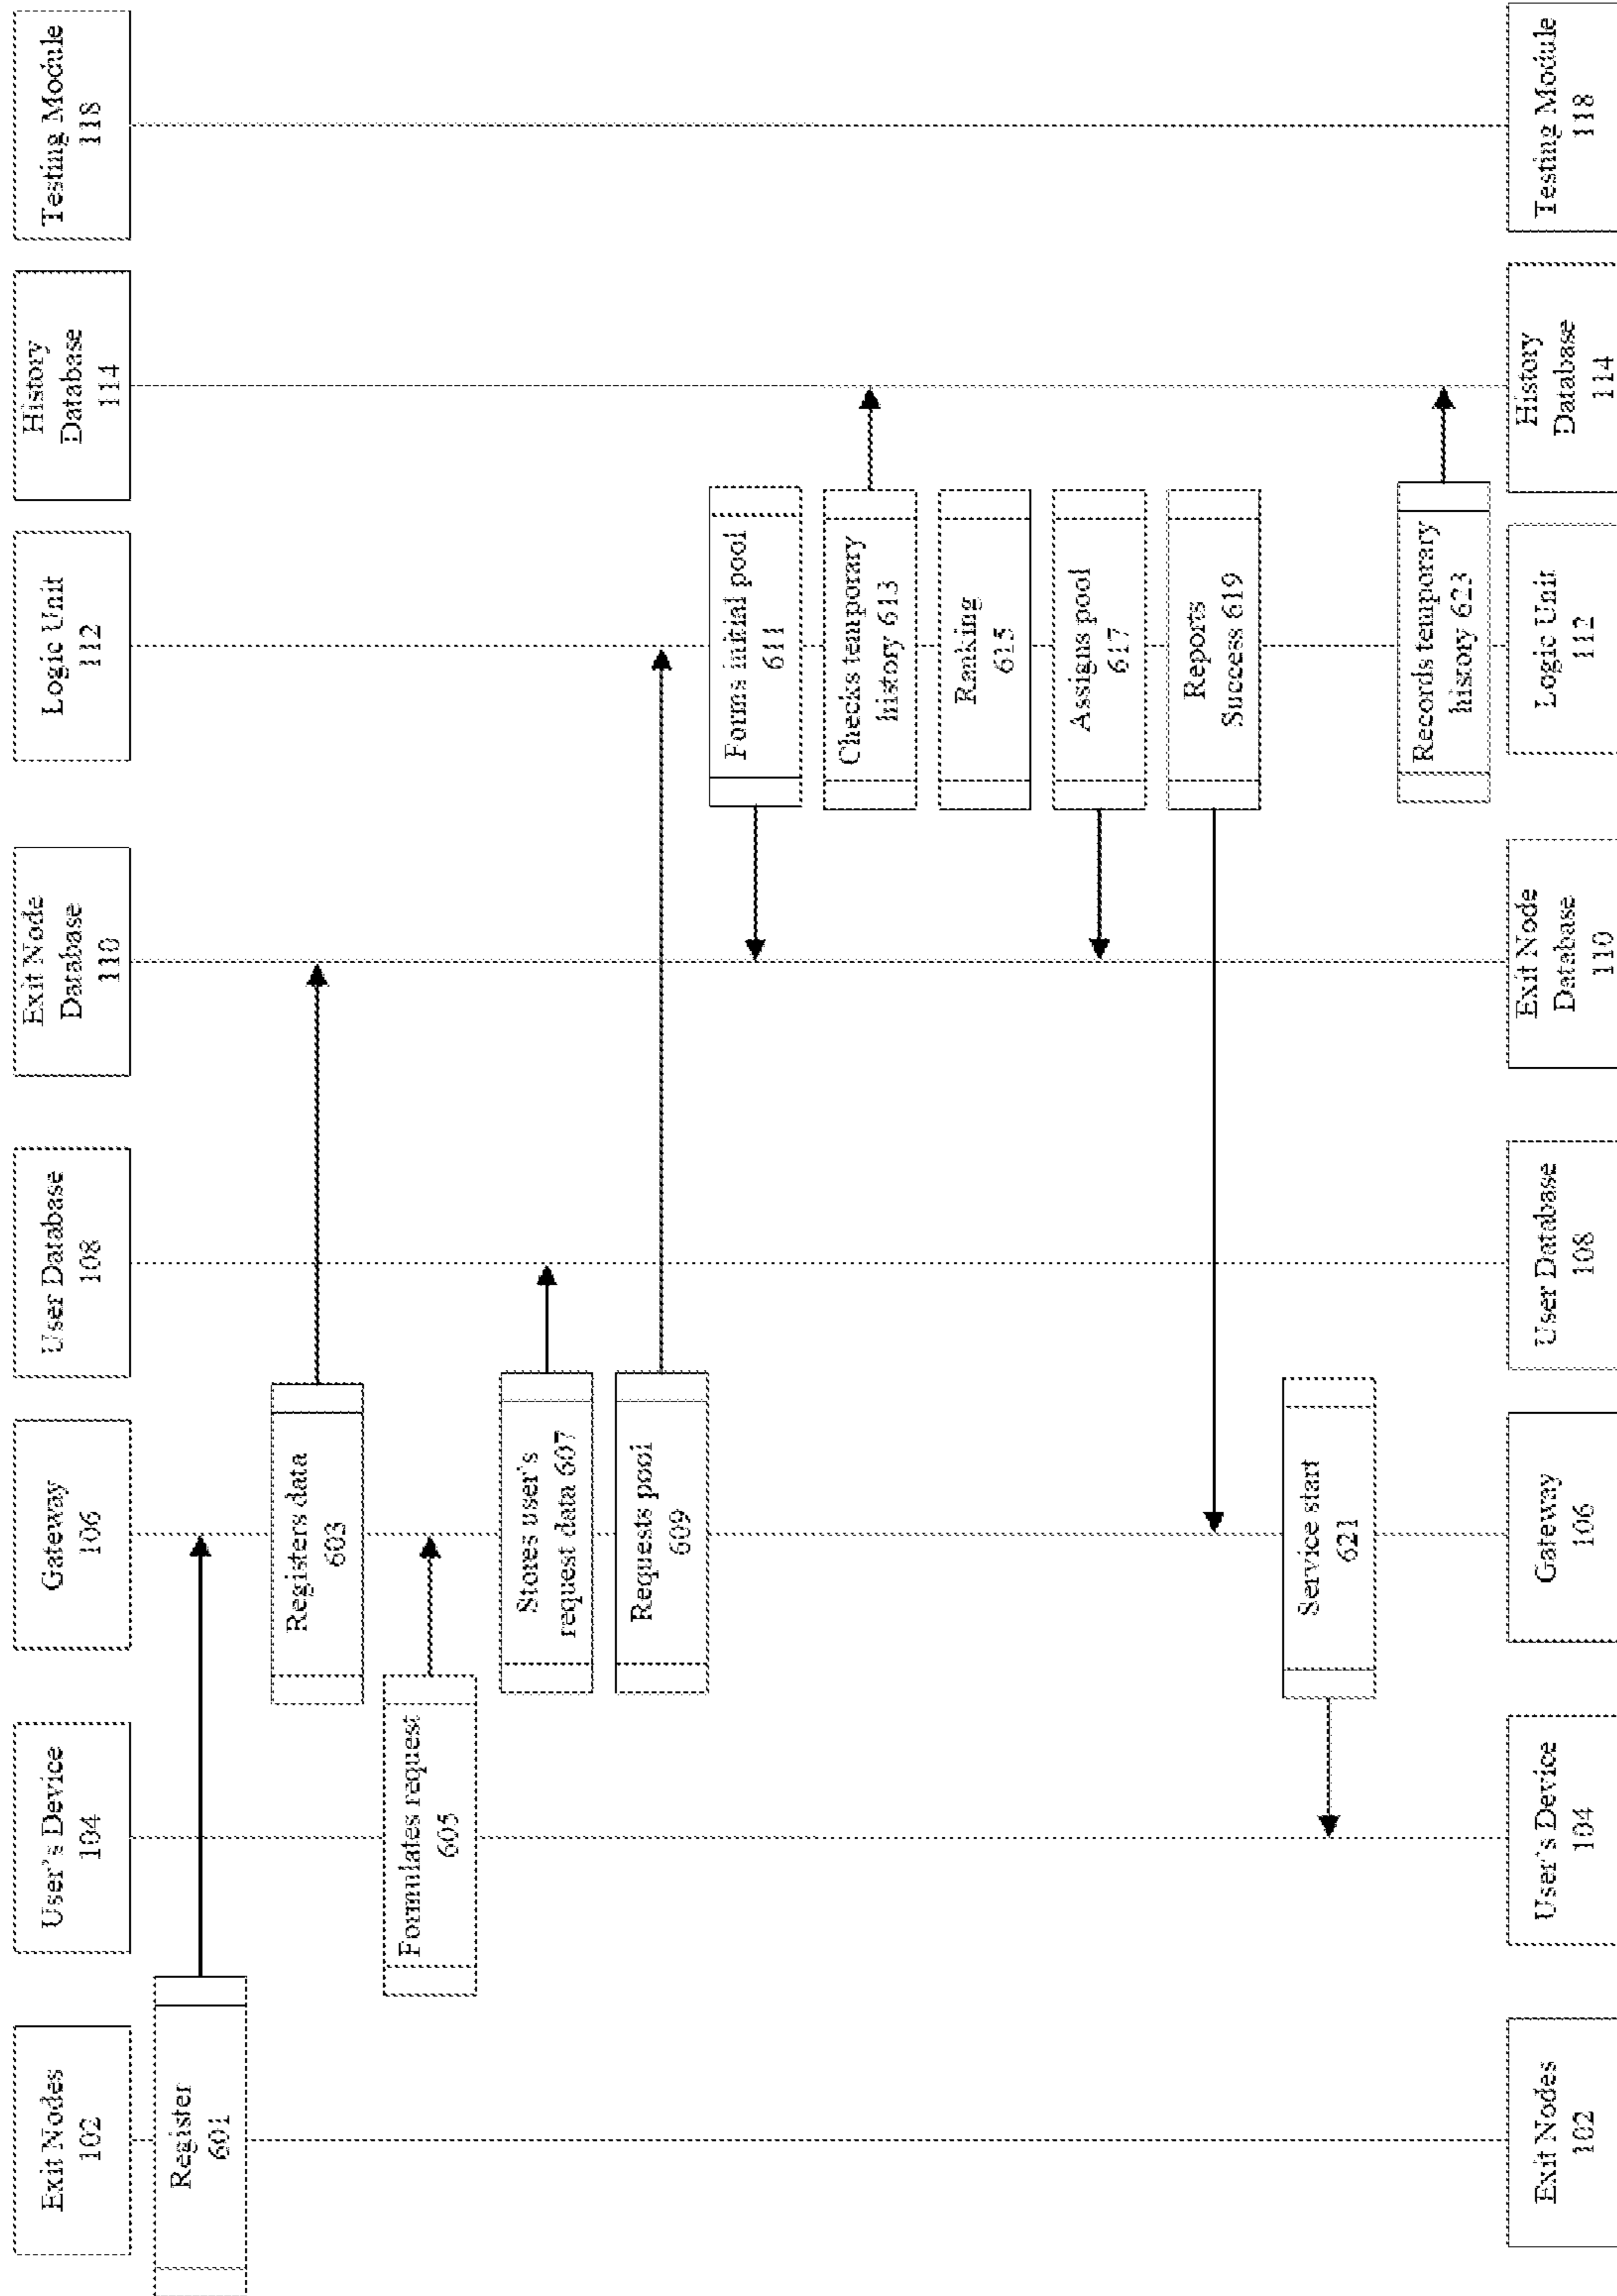 Exit Nodes
102
User's Device
104
Gateway
106
User Database
108
Exit Node
Database
110
Logic Unit
112
History
Database
114
Testing Module
118
Register
601
Registers data
603
Formulates request
605
Stores user's
request data 607
Requests pool
609
Forms initial pool
611
Checks temporary
history 613
Ranking
615
Assigns pool
617
Reports
Success 619
Service start
621
Records temporary
history 623
Exit Nodes
102
User's Device
104
Gateway
106
User Database
108
Exit Node
Database
110
Logic Unit
112
History
Database
114
Testing Module
118